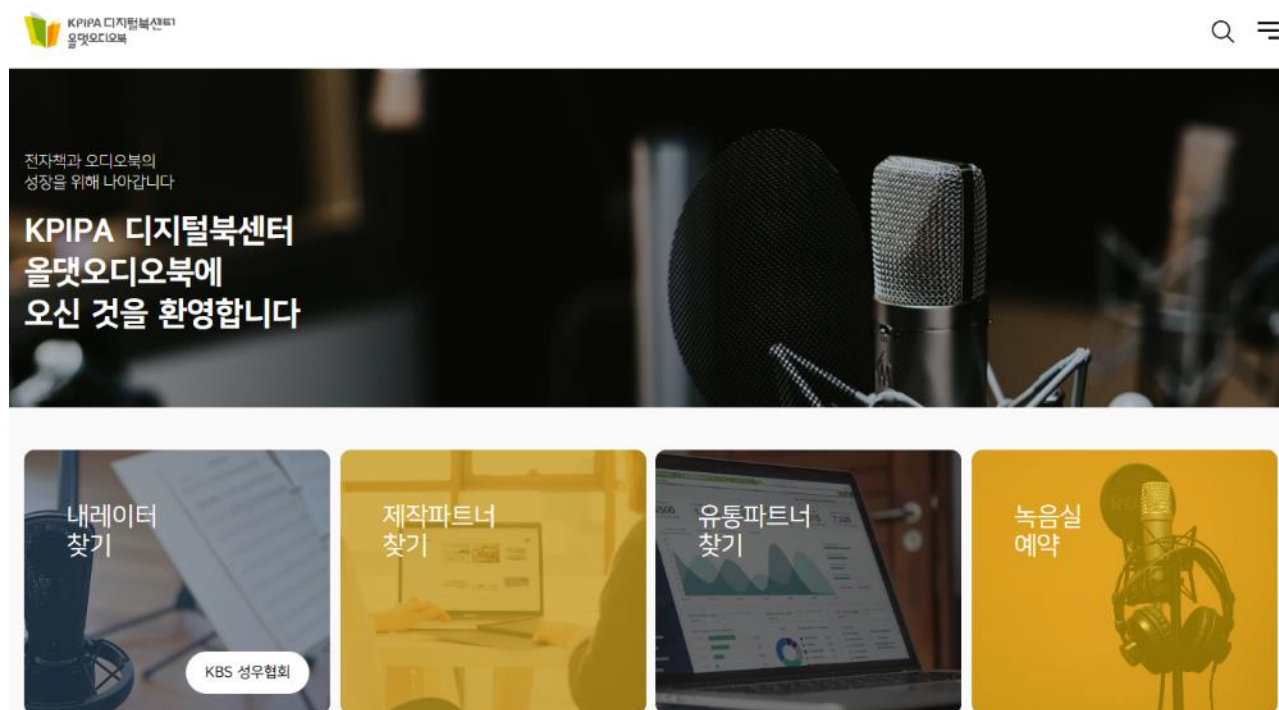 KPIPA 디지털북센터
올댓오디오북
전자책과 오디오북의
성장을 위해 나아갑니다
KPIPA 디지털북센터
올댓오디오북에
오신 것을 환영합니다
내레이터
찾기
KBS 성우협회
제작파트너
찾기
유통파트너
찾기
녹음실
예약